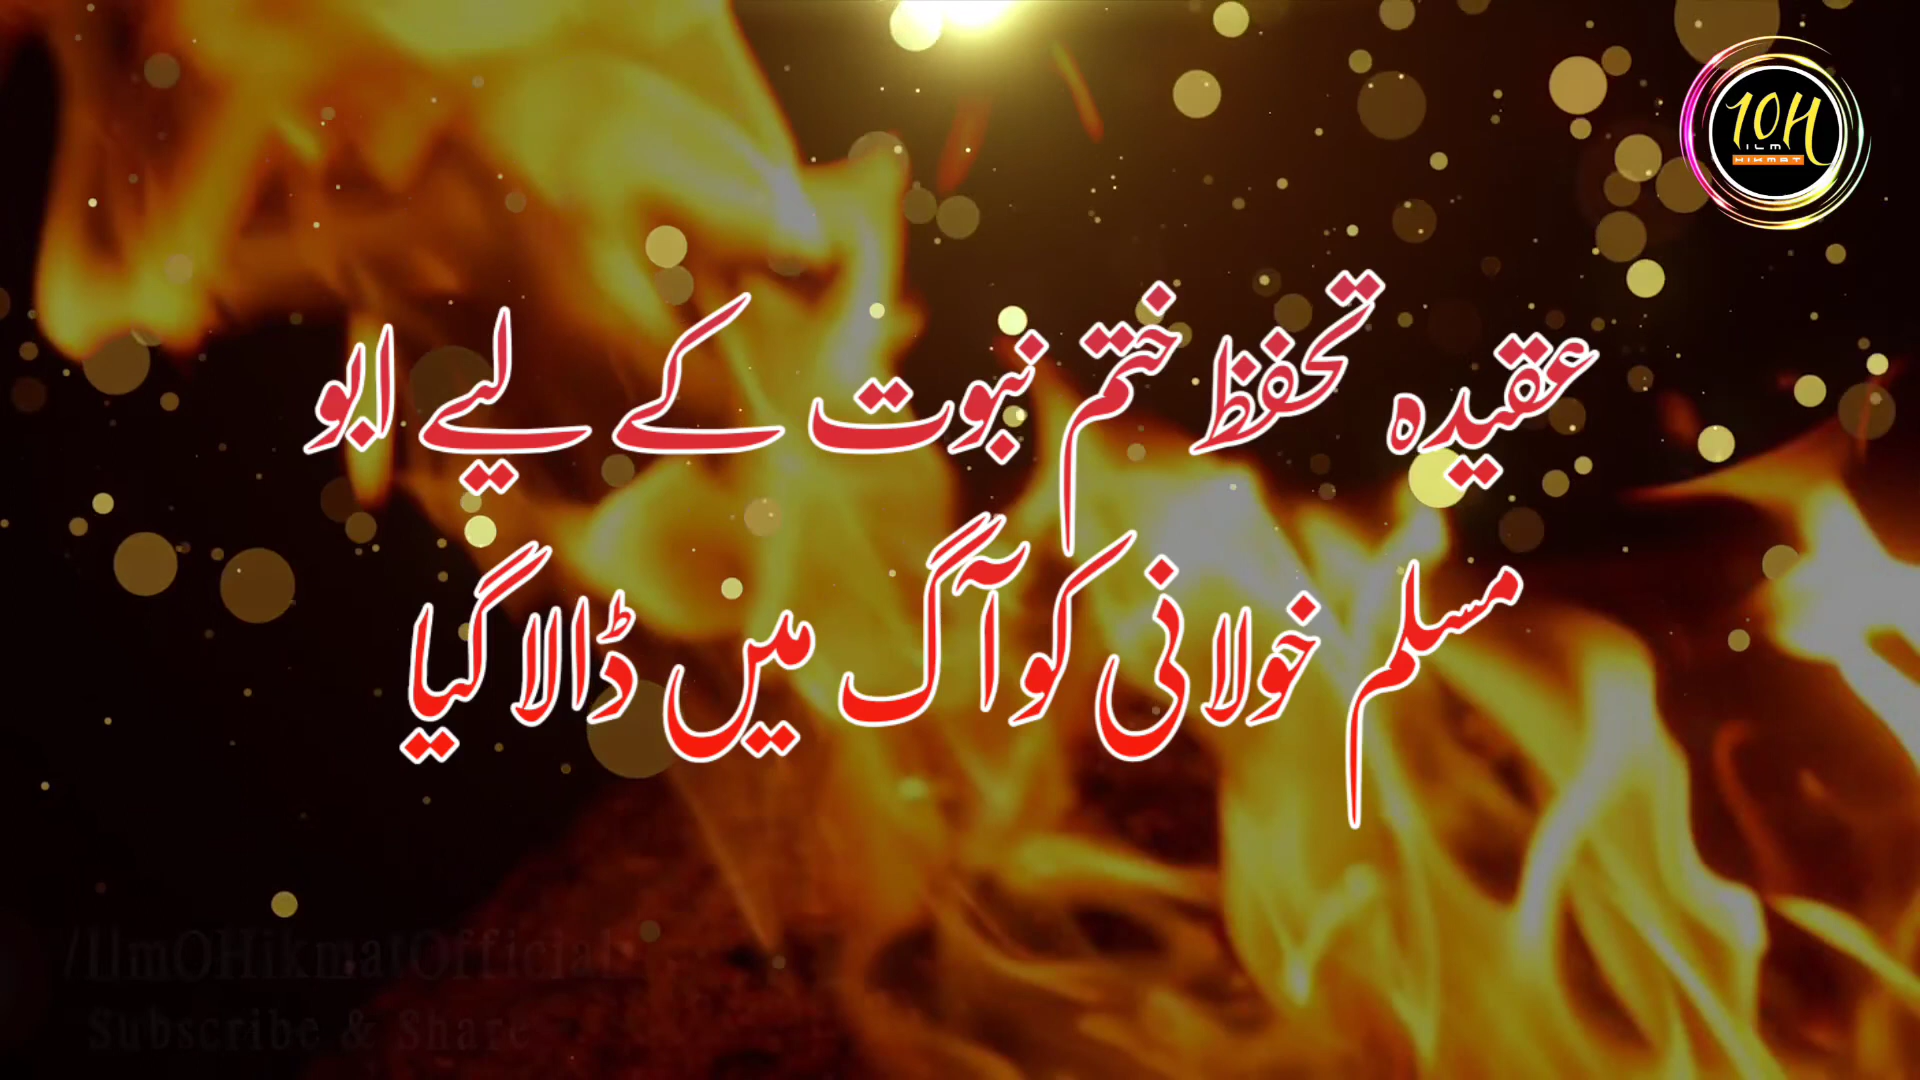 10H
ILM
HIKMAT
عقیدہ تحفظ ختم نبوت کے لیے ابو
مسلم خولانی کو آگ میں ڈالا گیا
/IlmOHikmatOfficial
Subscribe & Share